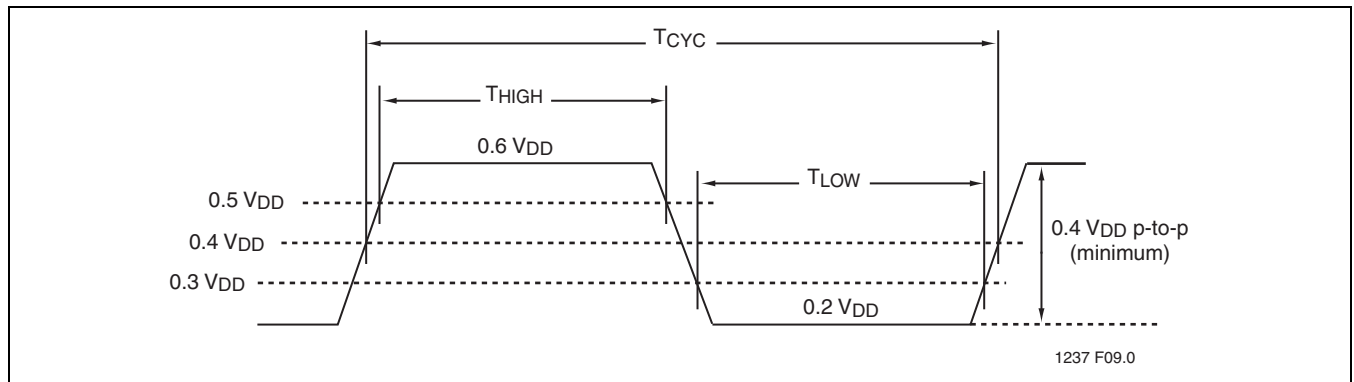 TCYC
THIGH
0.6 VDD
TLOW
0.5 VDD
0.4 VDD
0.4 VDD p-to-p
(minimum)
0.3 VDD
0.2 VDD
1237 F09.0